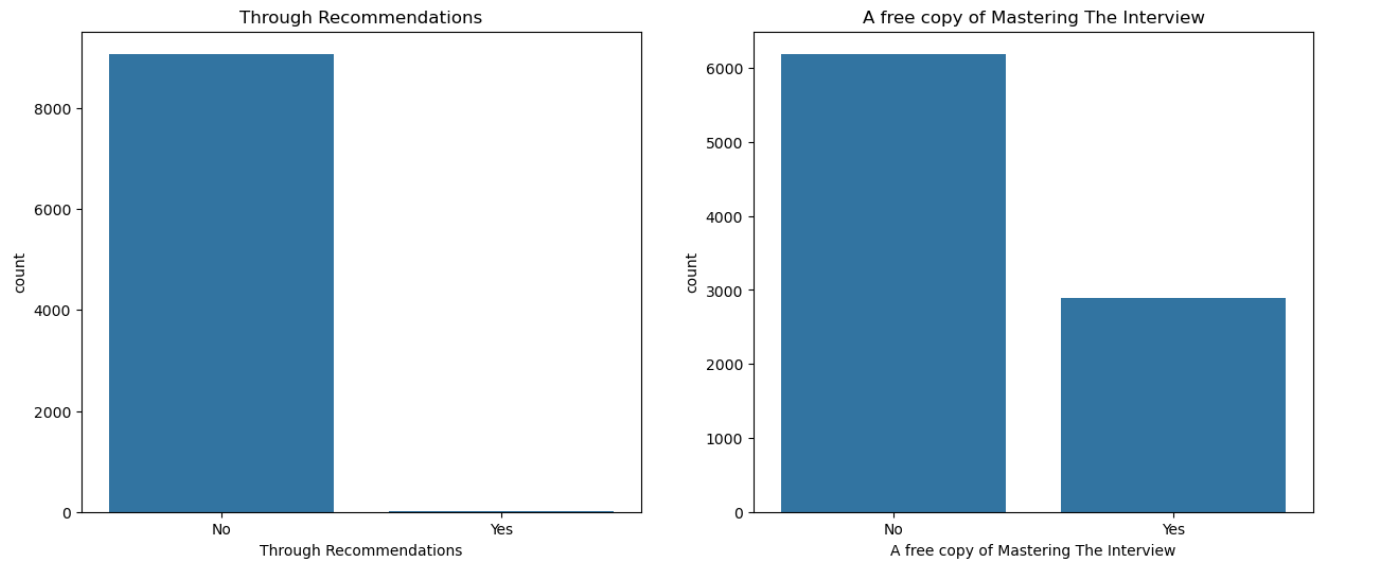 Through Recommendations
8000
6000
4000
2000
0
count
No
Yes
Through Recommendations
A free copy of Mastering The Interview
6000
5000
4000
3000
2000
1000
0
count
No
Yes
A free copy of Mastering The Interview